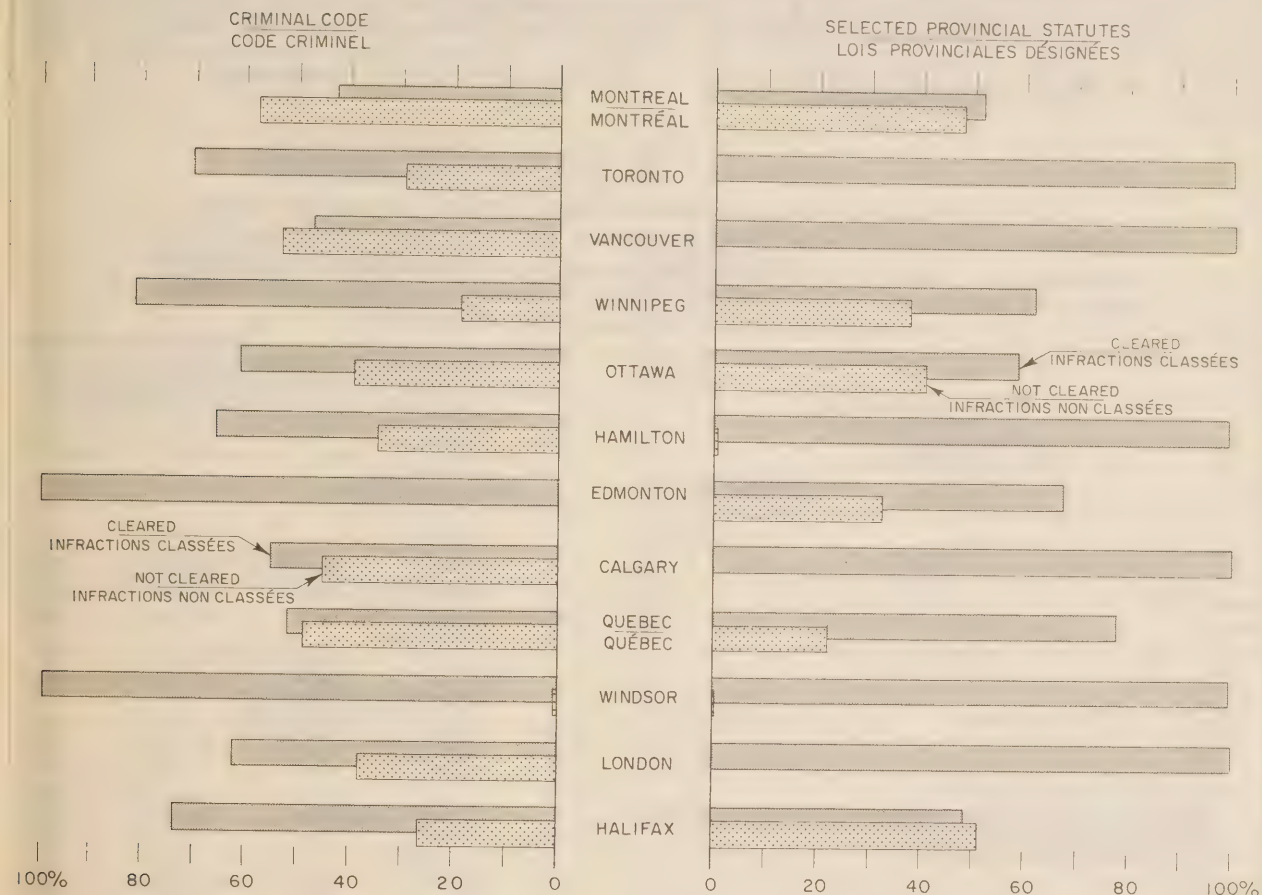 CRIMINAL CODE
CODE CRIMINEL
SELECTED PROVINCIAL STATUTES
LOIS PROVINCIALES DÉSIGNÉES
MONTREAL
MONTRÉAL
TORONTO
VANCOUVER
WINNIPEG
OTTAWA
CLEARED
INFRACTIONS CLASSÉES
NOT CLEARED
INFRACTIONS NON CLASSÉES
HAMILTON
EDMONTON
CLEARED
INFRACTIONS CLASSÉES
NOT CLEARED
INFRACTIONS NON CLASSÉES
CALGARY
QUEBEC
QUÉBEC
WINDSOR
LONDON
HALIFAX
100% 80 60 40 20 0
0 20 40 60 80 100%